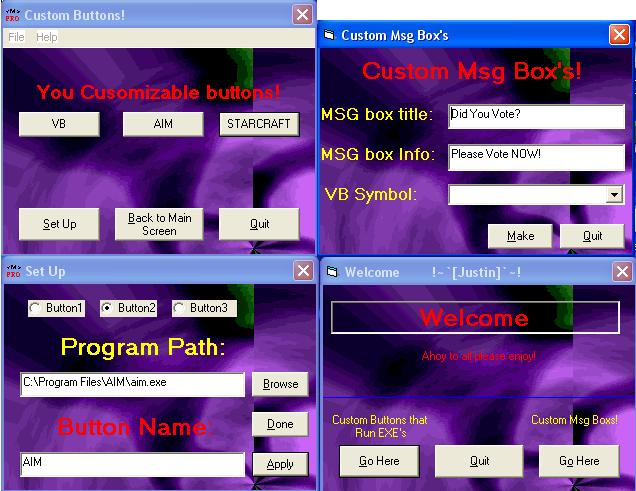 <M> PRO Custom Buttons!
File Help
You Cusomizable buttons!
VB AIM STARCRAFT
Set Up
Back to Main Screen
Quit
Custom Msg Box's
Custom Msg Box's!
MSG box title: Did You Vote?
MSG box Info: Please Vote NOW!
VB Symbol:
Make Quit
<M> PRO Set Up
Button1 Button2 Button3
Program Path:
C:\Program Files\AIM\aim.exe Browse
Button Name: Done
AIM Apply
Welcome !~`[Justin]`~!
Welcome
Ahoy to all please enjoy!
Custom Buttons that
Run EXE's
Custom Msg Boxs!
Go Here Quit Go Here